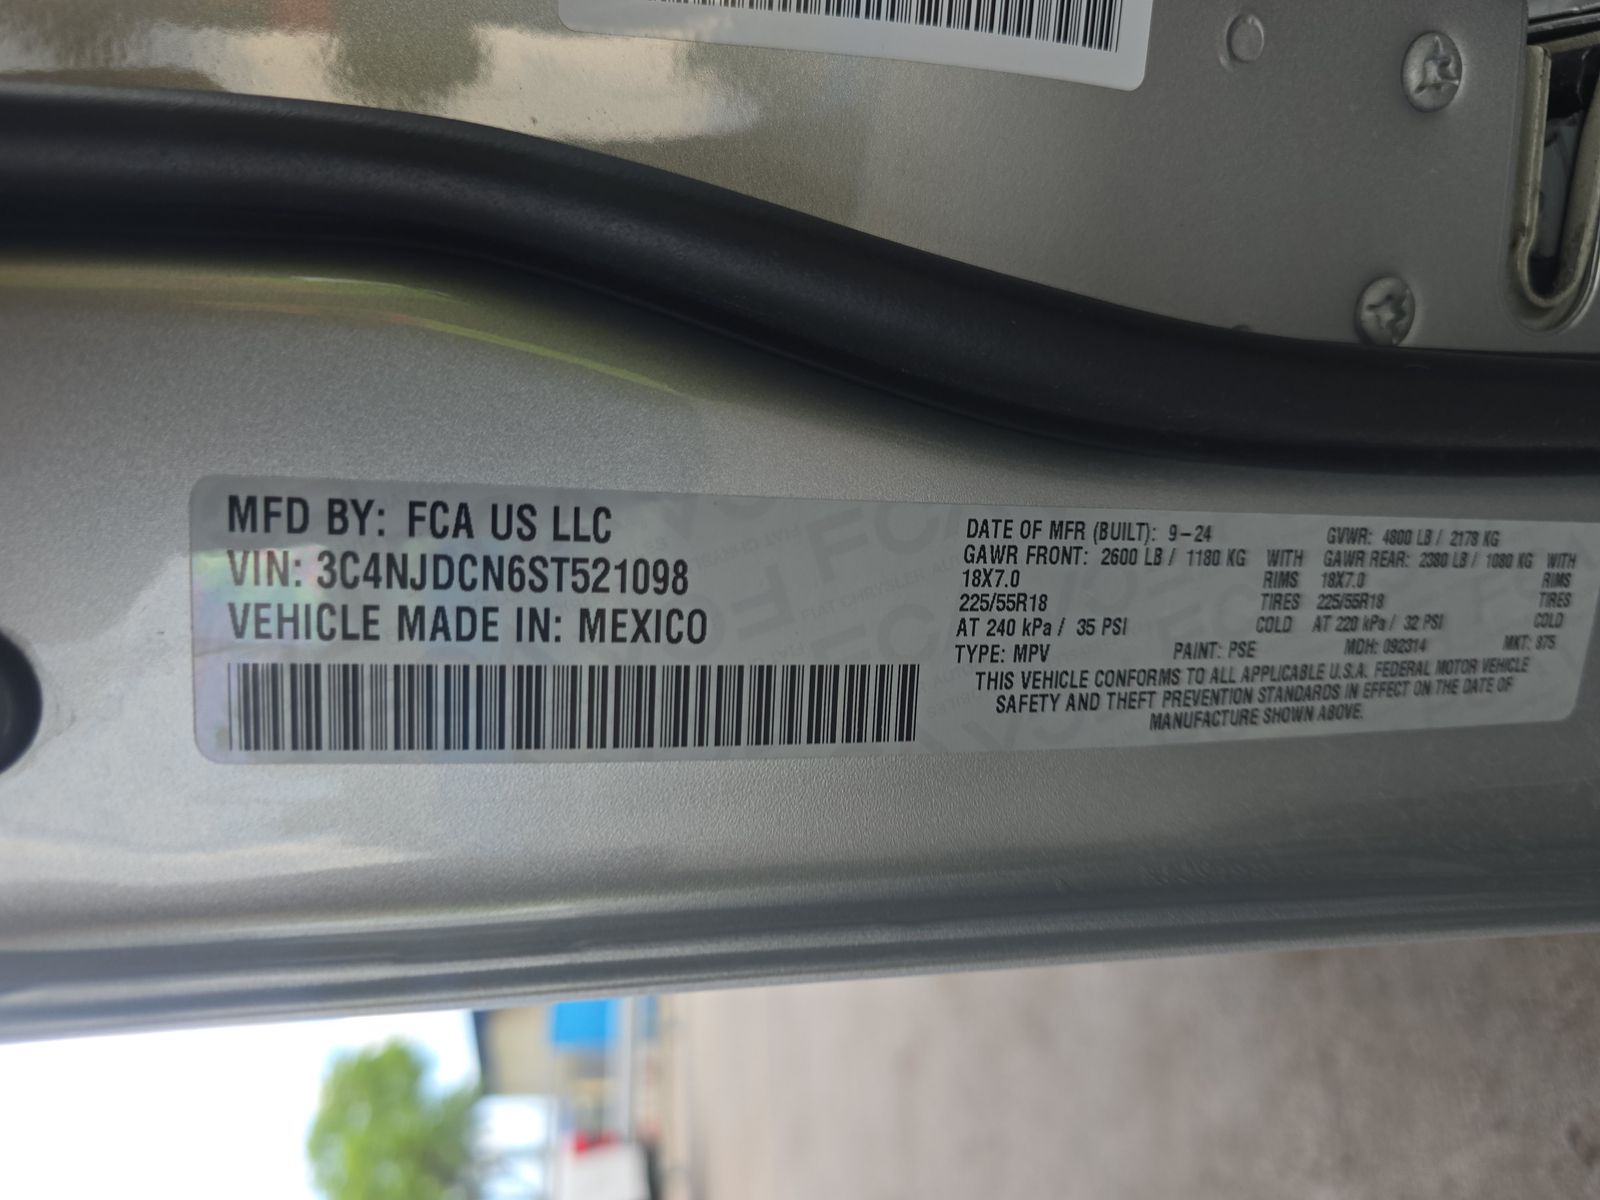 MFD BY: FCA US LLC
VIN: 3C4NJDCN6ST521098
VEHICLE MADE IN: MEXICO
DATE OF MFR (BUILT): 9-24 GVWR: 4800 LB / 2178 KG
GAWR FRONT: 2600 LB / 1180 KG WITH GAWR REAR: 2380 LB / 1080 KG WITH
18X7.0 RIMS 18X7.0 RIMS
225/55R18 TIRES 225/55R18 TIRES
AT 240 kPa / 35 PSI COLD AT 220 kPa / 32 PSI COLD
TYPE: MPV PAINT: PSE MDH: 092314 MKT: 875
THIS VEHICLE CONFORMS TO ALL APPLICABLE U.S.A. FEDERAL MOTOR VEHICLE
SAFETY AND THEFT PREVENTION STANDARDS IN EFFECT ON THE DATE OF
MANUFACTURE SHOWN ABOVE.